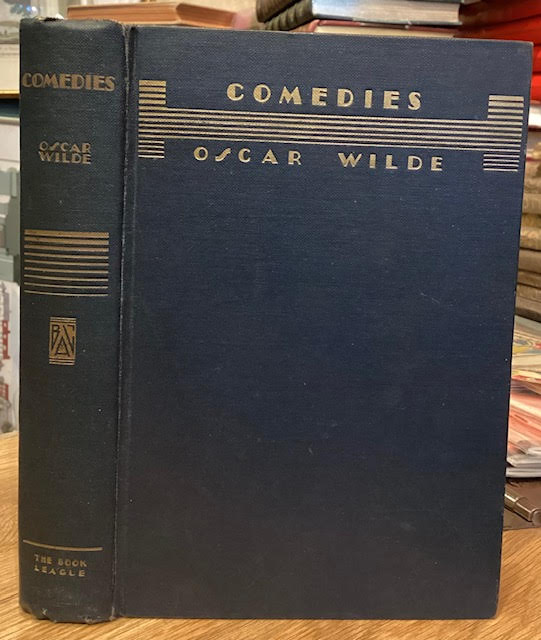 COMEDIES
OSCAR
WILDE
THE BOOK
LEAGUE
COMEDIES
OSCAR WILDE